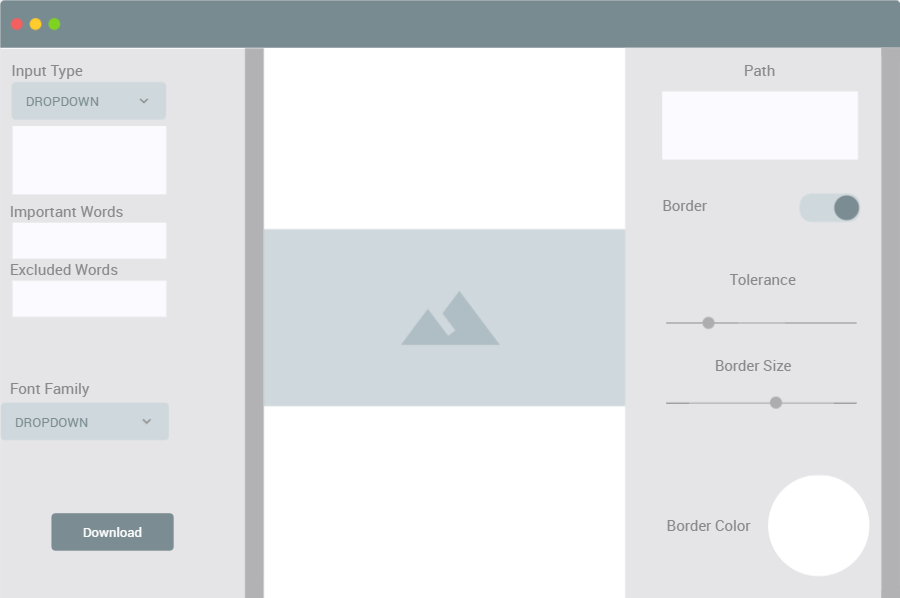 Input Type
DROPDOWN
Important Words
Excluded Words
Font Family
DROPDOWN
Download
Path
Border
Tolerance
Border Size
Border Color